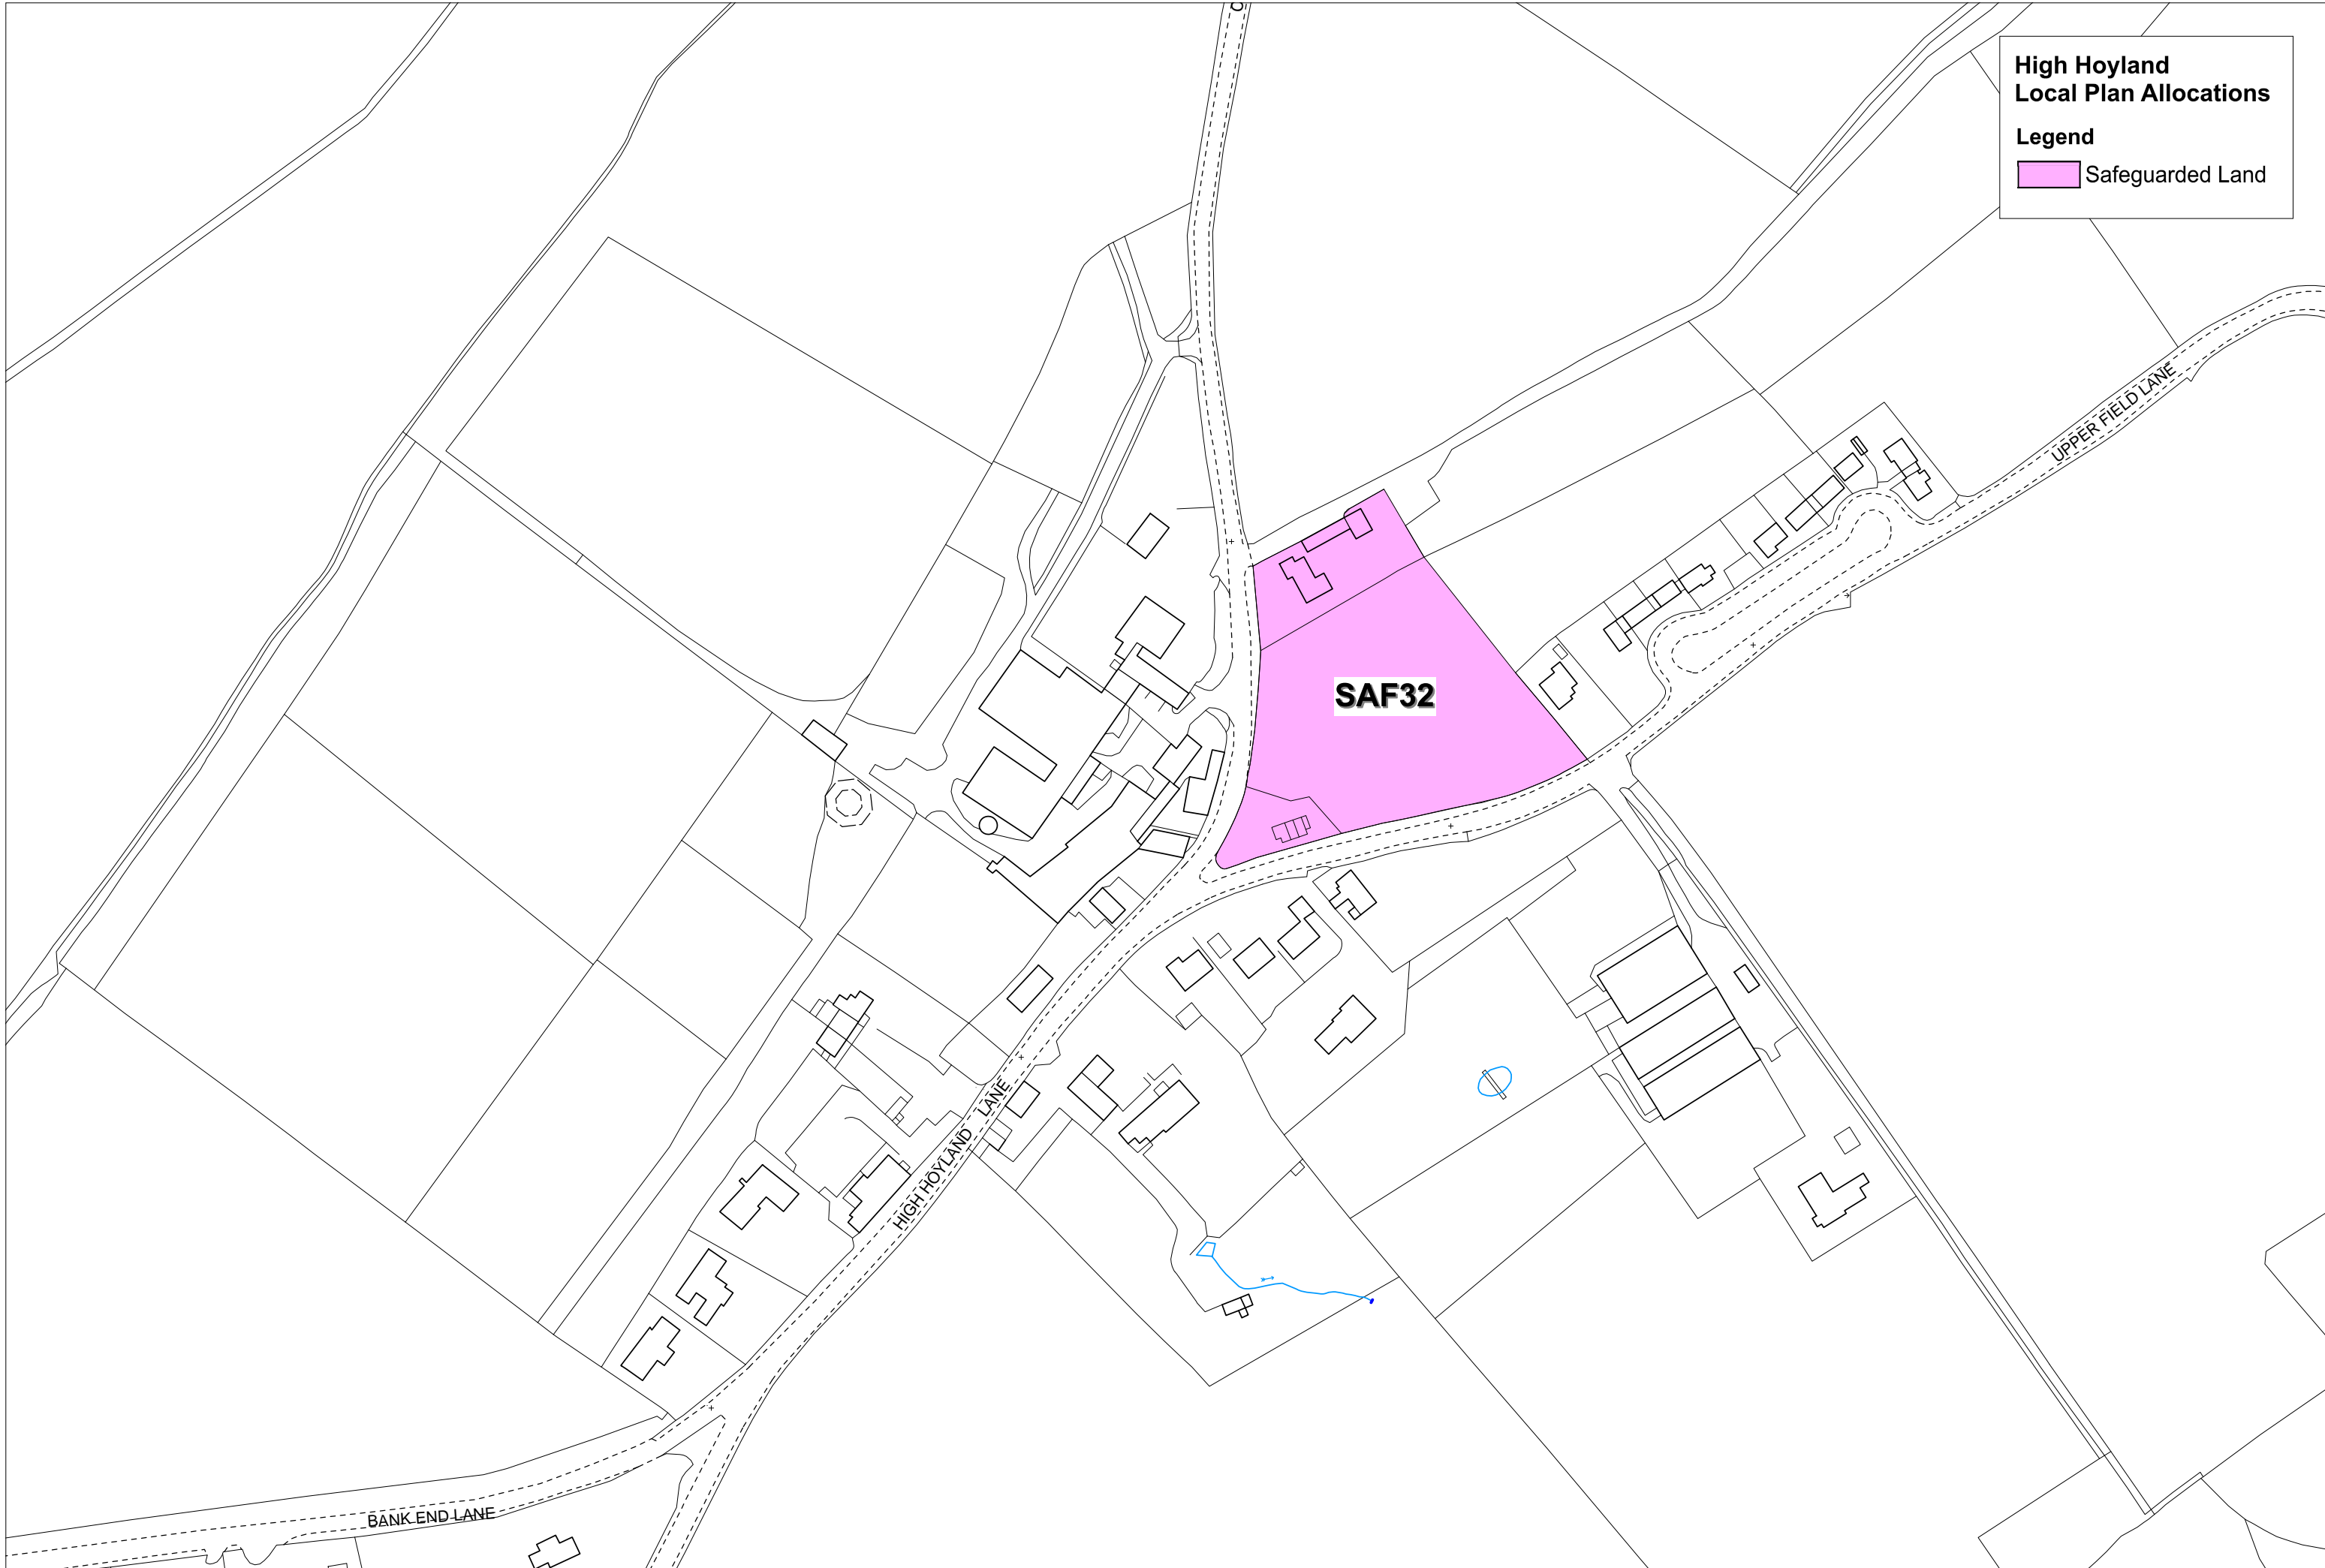 High Hoyland
Local Plan Allocations
Legend
Safeguarded Land
UPPER FIELD LANE
SAF32
HIGH HOYLAND LANE
BANK END LANE